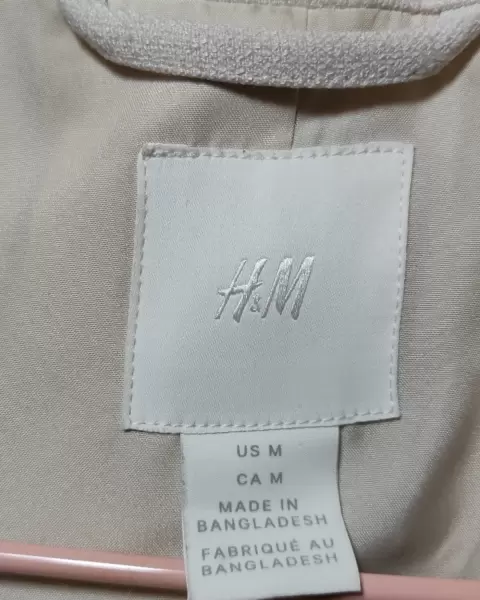 H&M
US M
CA M
MADE IN
BANGLADESH
FABRIQUÉ AU
BANGLADESH